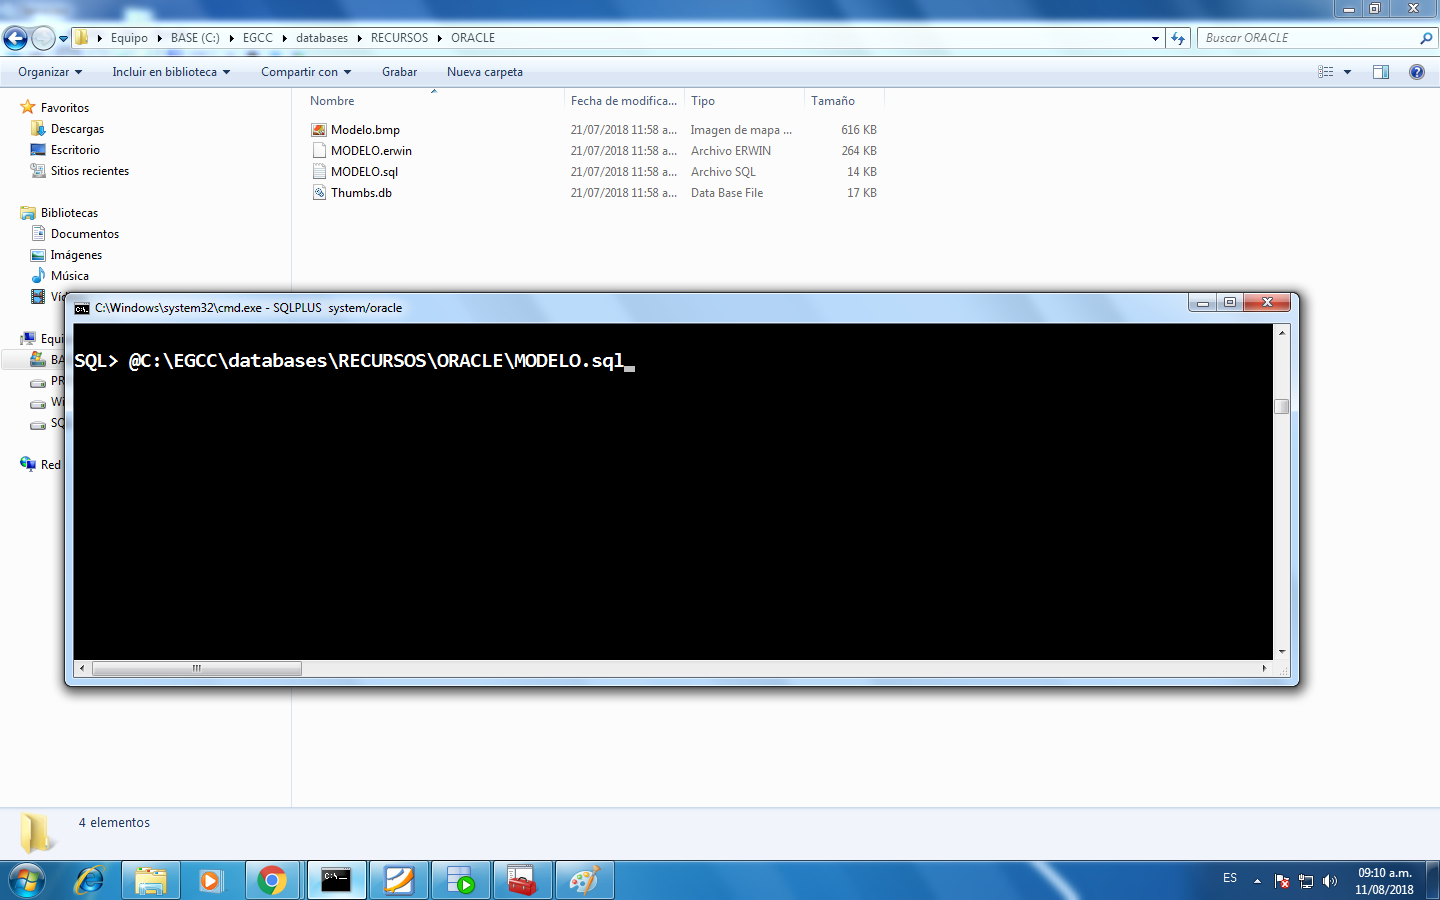 Equipo BASE (C:) EGCC databases RECURSOS ORACLE
Buscar ORACLE
Organizar Incluir en biblioteca Compartir con Grabar Nueva carpeta
Nombre Fecha de modifica... Tipo Tamaño
Modelo.bmp 21/07/2018 11:58 a... Imagen de mapa ... 616 KB
MODELO.erwin 21/07/2018 11:58 a... Archivo ERWIN 264 KB
MODELO.sql 21/07/2018 11:58 a... Archivo SQL 14 KB
Thumbs.db 21/07/2018 11:58 a... Data Base File 17 KB
Favoritos
Descargas
Escritorio
Sitios recientes
Bibliotecas
Documentos
Imágenes
Música
Equi
BA
PR
Wi
SQ
Red
C:\Windows\system32\cmd.exe - SQLPLUS system/oracle
SQL> @C:\EGCC\databases\RECURSOS\ORACLE\MODELO.sql
4 elementos
C:\_
ES
09:10 a.m.
11/08/2018